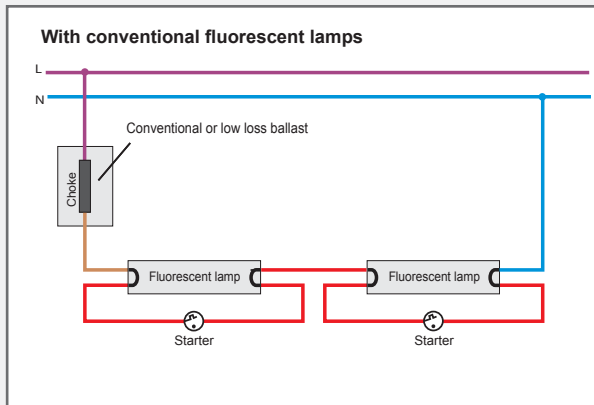 With conventional fluorescent lamps
L
N
Conventional or low loss ballast
Choke
Fluorescent lamp
Fluorescent lamp
Starter
Starter